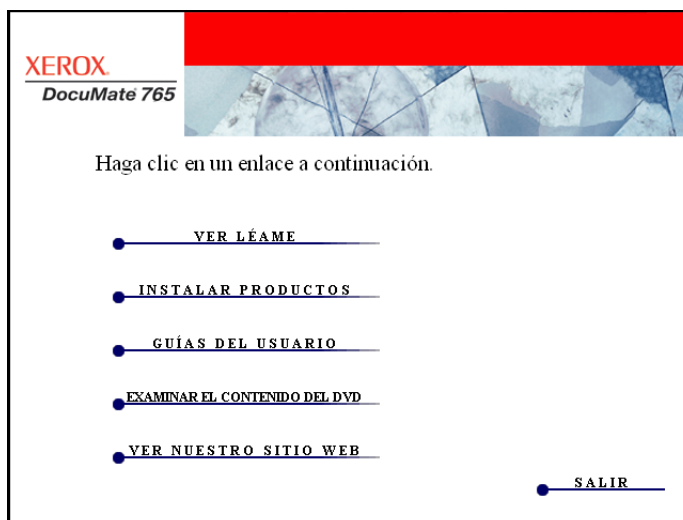 XEROX.
DocuMate 765
Haga clic en un enlace a continuación.
VER LÉAME
INSTALAR PRODUCTOS
GUÍAS DEL USUARIO
EXAMINAR EL CONTENIDO DEL DVD
VER NUESTRO SITIO WEB
SALIR